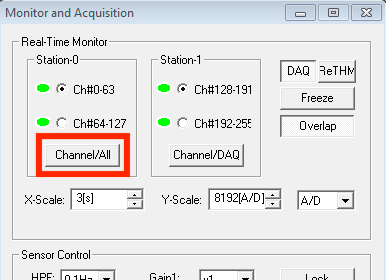 Monitor and Acquisition
Real-Time Monitor
Station-0
Station-1
Ch#0-63
Ch#128-191
DAQ
ReTHM
Freeze
Ch#64-127
Ch#192-255
Overlap
Channel/All
Channel/DAQ
X-Scale: 3[s]
Y-Scale: 8192[A/D]
A/D
Sensor Control
HPF: 0.1Hz
Gain1: x1
Lock